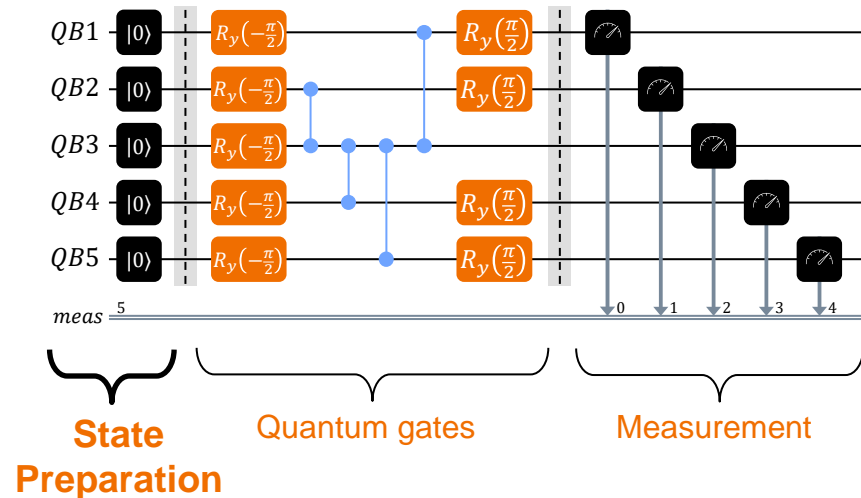 QB1 |0⟩ R_y(−π/2) R_y(π/2)
QB2 |0⟩ R_y(−π/2) R_y(π/2)
QB3 |0⟩ R_y(−π/2)
QB4 |0⟩ R_y(−π/2) R_y(π/2)
QB5 |0⟩ R_y(−π/2) R_y(π/2)
meas 5 0 1 2 3 4
State
Preparation
Quantum gates
Measurement